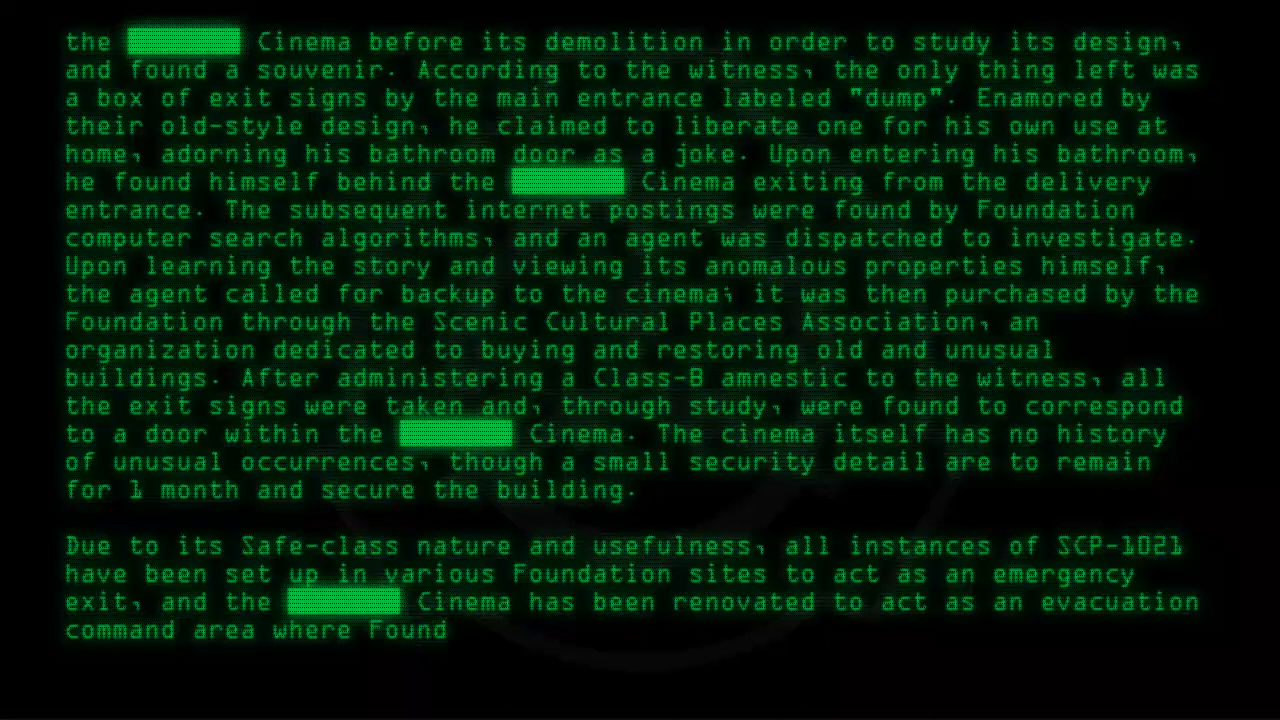 the ███████ Cinema before its demolition in order to study its design,
and found a souvenir. According to the witness, the only thing left was
a box of exit signs by the main entrance labeled "dump". Enamored by
their old-style design, he claimed to liberate one for his own use at
home, adorning his bathroom door as a joke. Upon entering his bathroom,
he found himself behind the ███████ Cinema exiting from the delivery
entrance. The subsequent internet postings were found by Foundation
computer search algorithms, and an agent was dispatched to investigate.
Upon learning the story and viewing its anomalous properties himself,
the agent called for backup to the cinema; it was then purchased by the
Foundation through the Scenic Cultural Places Association, an
organization dedicated to buying and restoring old and unusual
buildings. After administering a Class-B amnestic to the witness, all
the exit signs were taken and, through study, were found to correspond
to a door within the ███████ Cinema. The cinema itself has no history
of unusual occurrences, though a small security detail are to remain
for 1 month and secure the building.
Due to its Safe-class nature and usefulness, all instances of SCP-1021
have been set up in various Foundation sites to act as an emergency
exit, and the ███████ Cinema has been renovated to act as an evacuation
command area where Found